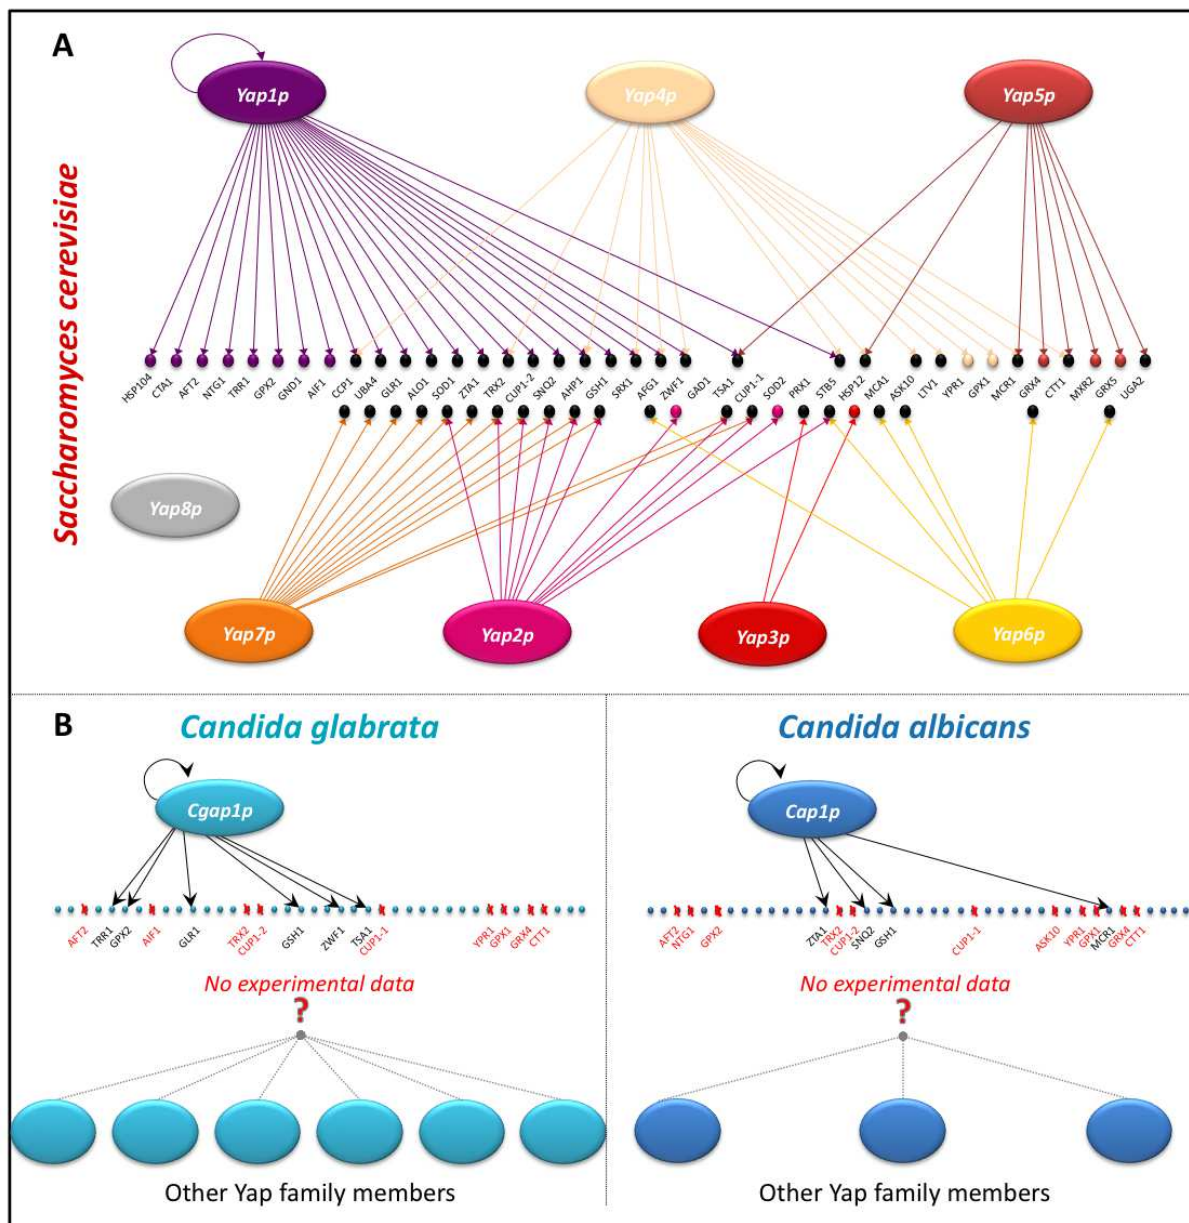 A
Yap1p
Yap4p
Yap5p
Saccharomyces cerevisiae
HSP104
CTA1
AFT2
NTG1
TRR1
GPX2
GND1
AIF1
CCP1
UBA4
GLR1
ALO1
SOD1
ZTA1
TRX2
CUP1-2
SNQ2
AHP1
GSH1
SRX1
AFG1
ZWF1
GAD1
TSA1
CUP1-1
SOD2
PRX1
STB5
HSP12
MCA1
ASK10
LTV1
YPR1
GPX1
MCR1
GRX4
CTT1
MXR2
GRX5
UGA2
Yap8p
Yap7p
Yap2p
Yap3p
Yap6p
B
Candida glabrata
Cgap1p
AFT2
TRR1
GPX2
AIF1
GLR1
TRX2
CUP1-2
GSH1
ZWF1
TSA1
CUP1-1
YPR1
GPX1
GRX4
CTT1
No experimental data
?
Other Yap family members
Candida albicans
Cap1p
AFT2
NTG1
GPX2
ZTA1
TRX2
CUP1-2
SNQ2
GSH1
CUP1-1
ASK10
YPR1
GPX1
MCR1
GRX4
CTT1
No experimental data
?
Other Yap family members